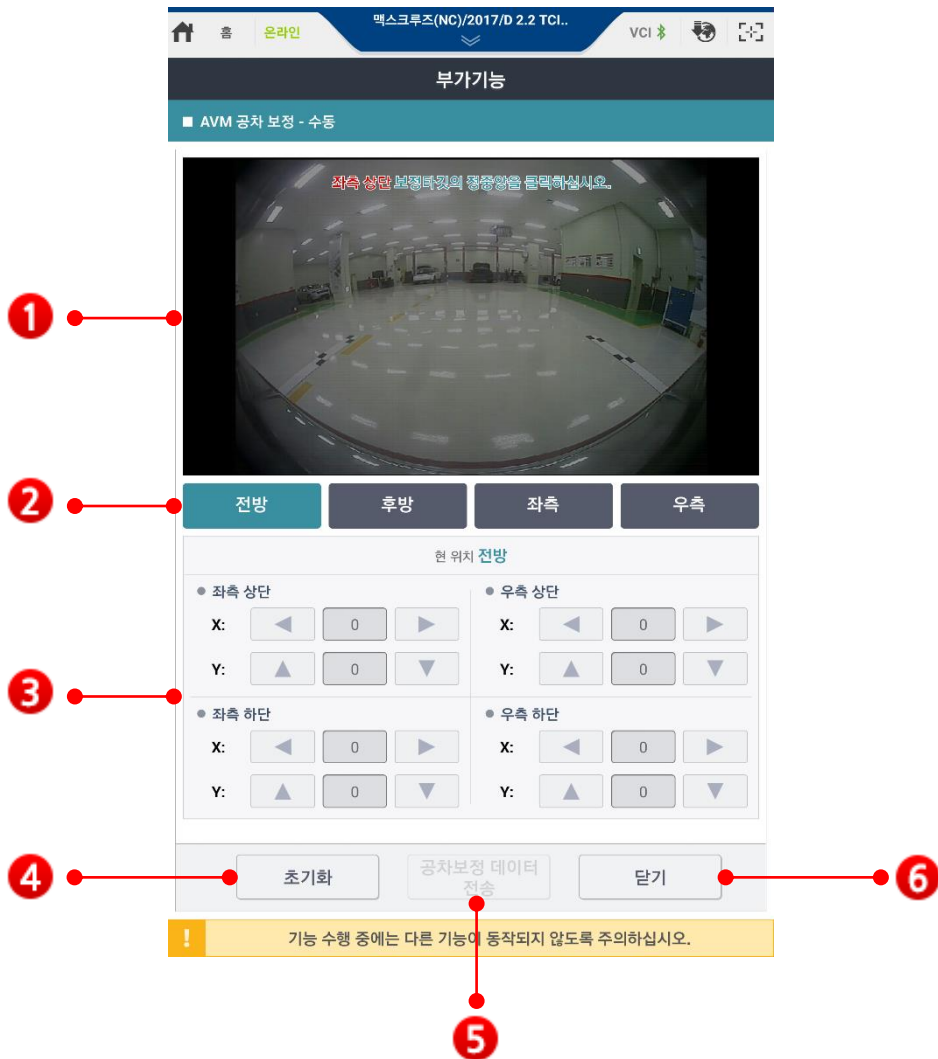 홈 온라인 맥스크루즈(NC)/2017/D 2.2 TCI.. VCI
부가기능
AVM 공차 보정 - 수동
좌측 상단 보정타깃의 정중앙을 클릭하십시오.
1
2
전방 후방 좌측 우측
현 위치 전방
좌측 상단 우측 상단
X: 0 X: 0
Y: 0 Y: 0
3
좌측 하단 우측 하단
X: 0 X: 0
Y: 0 Y: 0
4
초기화 공차보정 데이터 닫기
전송
6
! 기능 수행 중에는 다른 기능이 동작되지 않도록 주의하십시오.
5